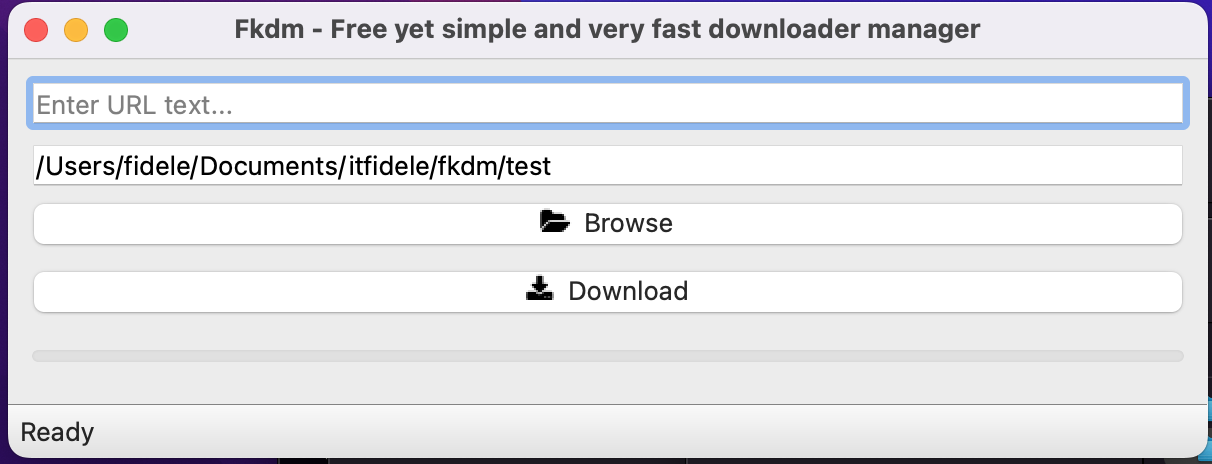 Fkdm - Free yet simple and very fast downloader manager
Enter URL text...
/Users/fidele/Documents/itfidele/fkdm/test
Browse
Download
Ready